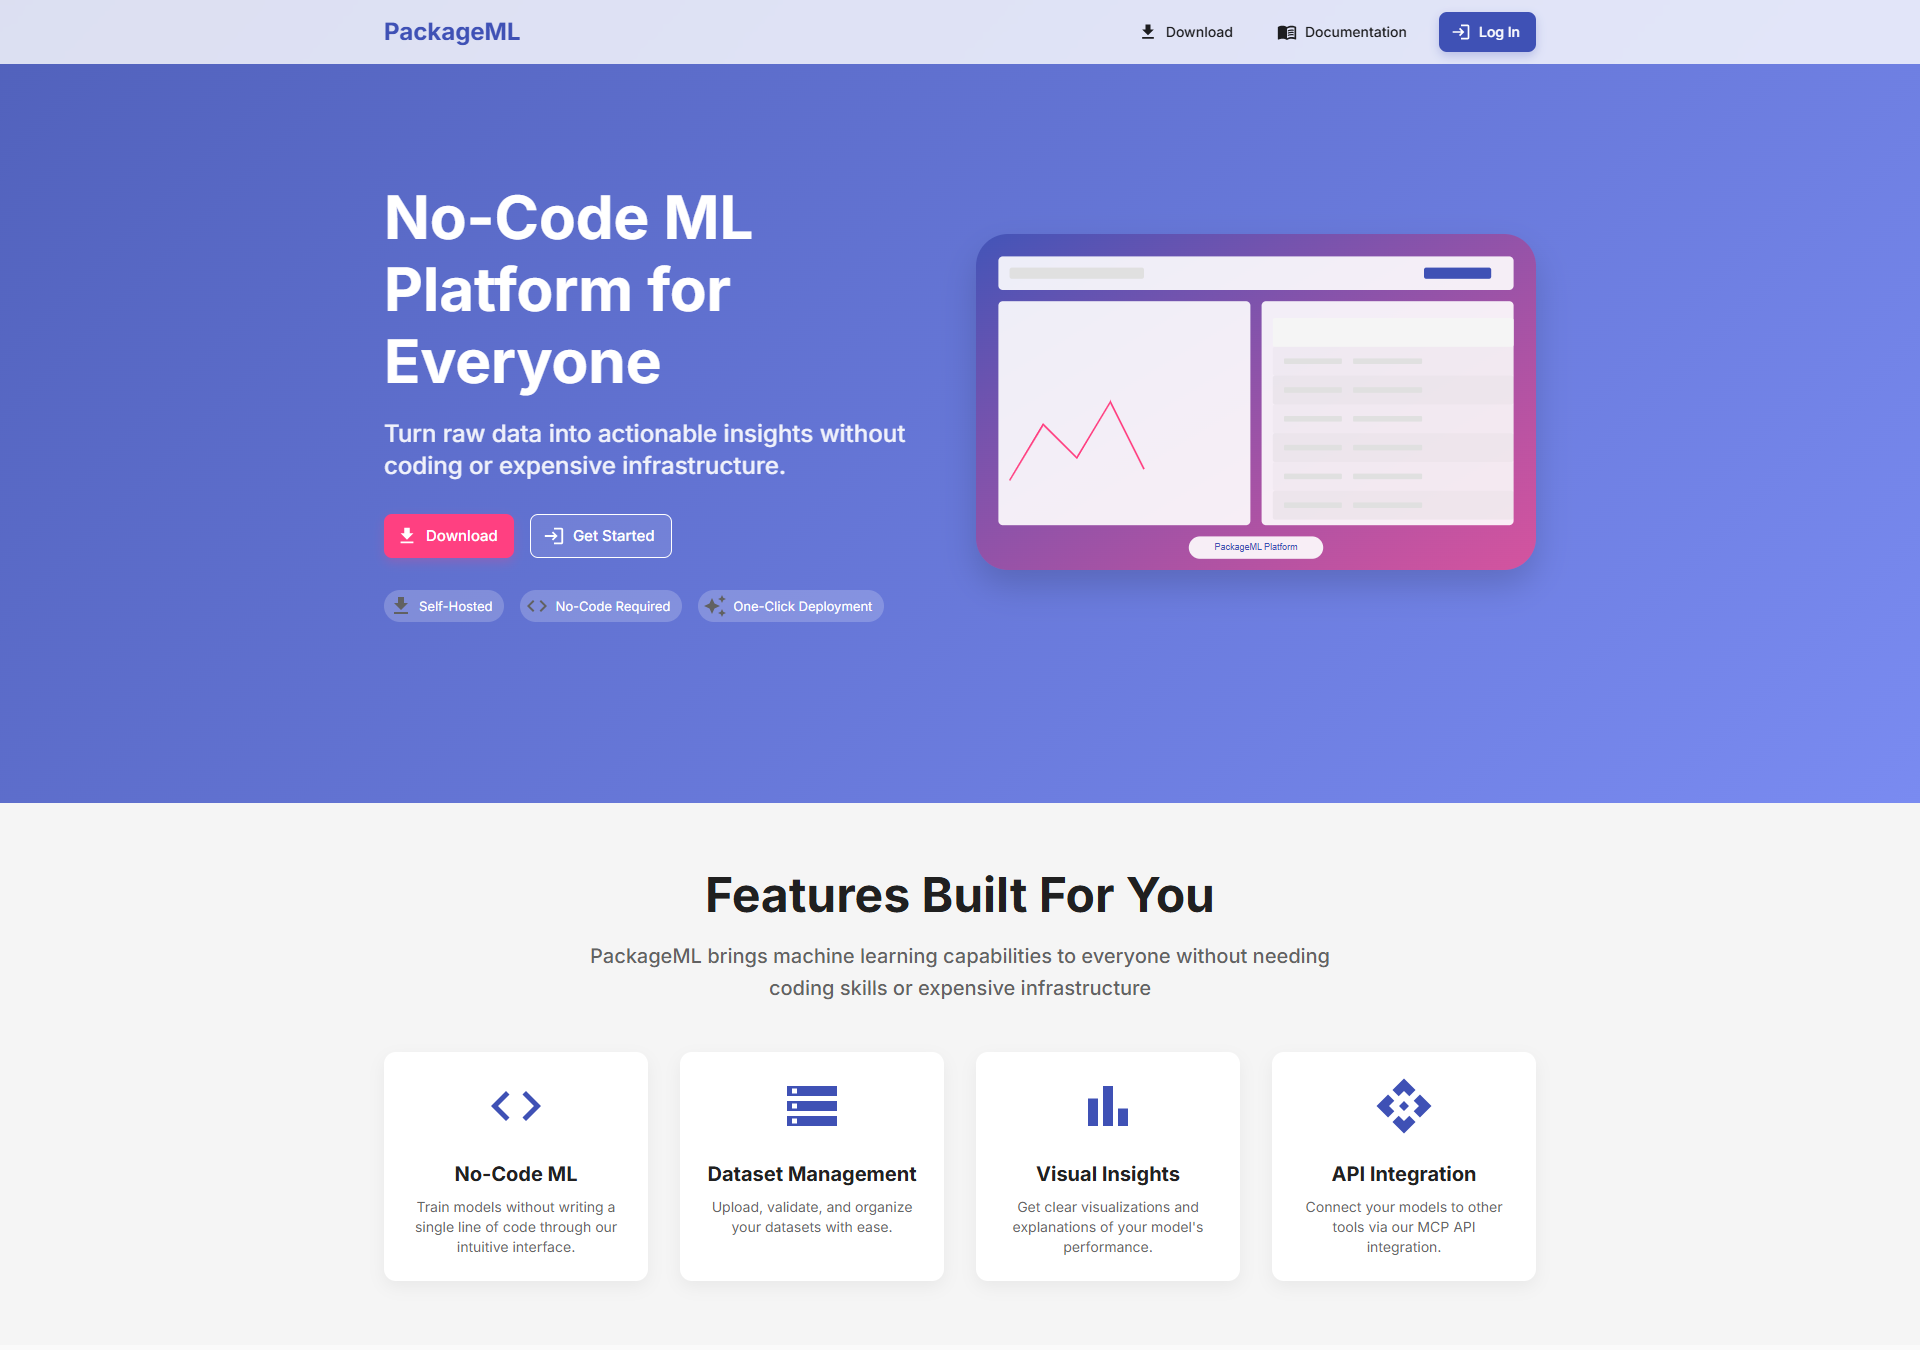 PackageML
Download
Documentation
Log In
No-Code ML
Platform for
Everyone
Turn raw data into actionable insights without
coding or expensive infrastructure.
Download
Get Started
Self-Hosted
No-Code Required
One-Click Deployment
PackageML Platform
Features Built For You
PackageML brings machine learning capabilities to everyone without needing
coding skills or expensive infrastructure
No-Code ML
Train models without writing a
single line of code through our
intuitive interface.
Dataset Management
Upload, validate, and organize
your datasets with ease.
Visual Insights
Get clear visualizations and
explanations of your model's
performance.
API Integration
Connect your models to other
tools via our MCP API
integration.